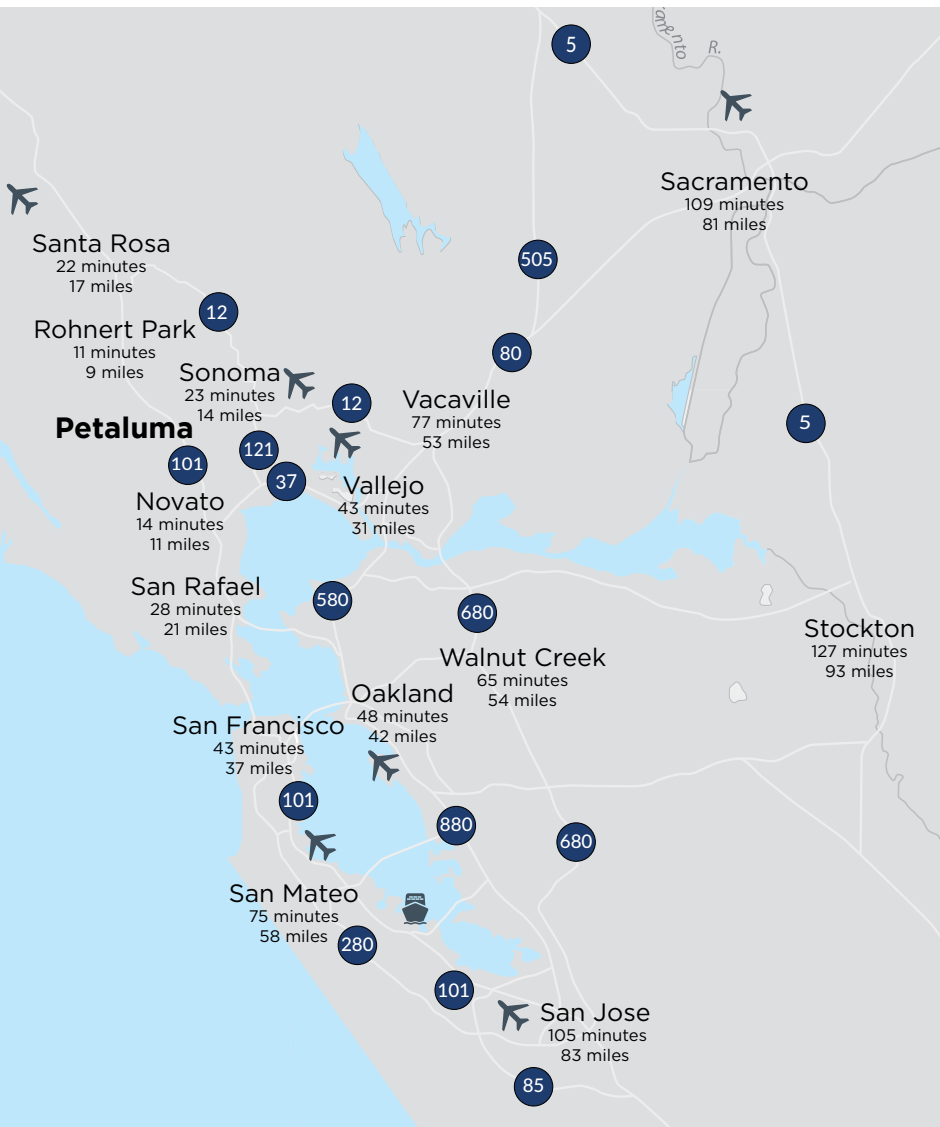 5
amento
R.
Sacramento
109 minutes
81 miles
Santa Rosa
22 minutes
17 miles
505
12
Rohnert Park
11 minutes
9 miles
80
Sonoma
23 minutes
14 miles
12
Vacaville
77 minutes
53 miles
5
Petaluma
101
121
37
Novato
14 minutes
11 miles
Vallejo
43 minutes
31 miles
San Rafael
28 minutes
21 miles
580
680
Stockton
127 minutes
93 miles
Walnut Creek
65 minutes
54 miles
Oakland
48 minutes
42 miles
San Francisco
43 minutes
37 miles
101
880
680
San Mateo
75 minutes
58 miles
280
101
San Jose
105 minutes
83 miles
85